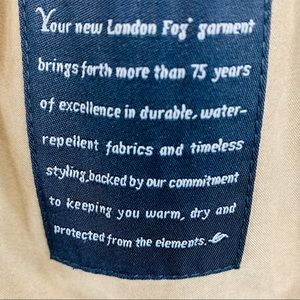 Your new London Fog® garment
brings forth more than 75 years
of excellence in durable, water-
repellent fabrics and timeless
styling, backed by our commitment
to keeping you warm, dry and
protected from the elements.